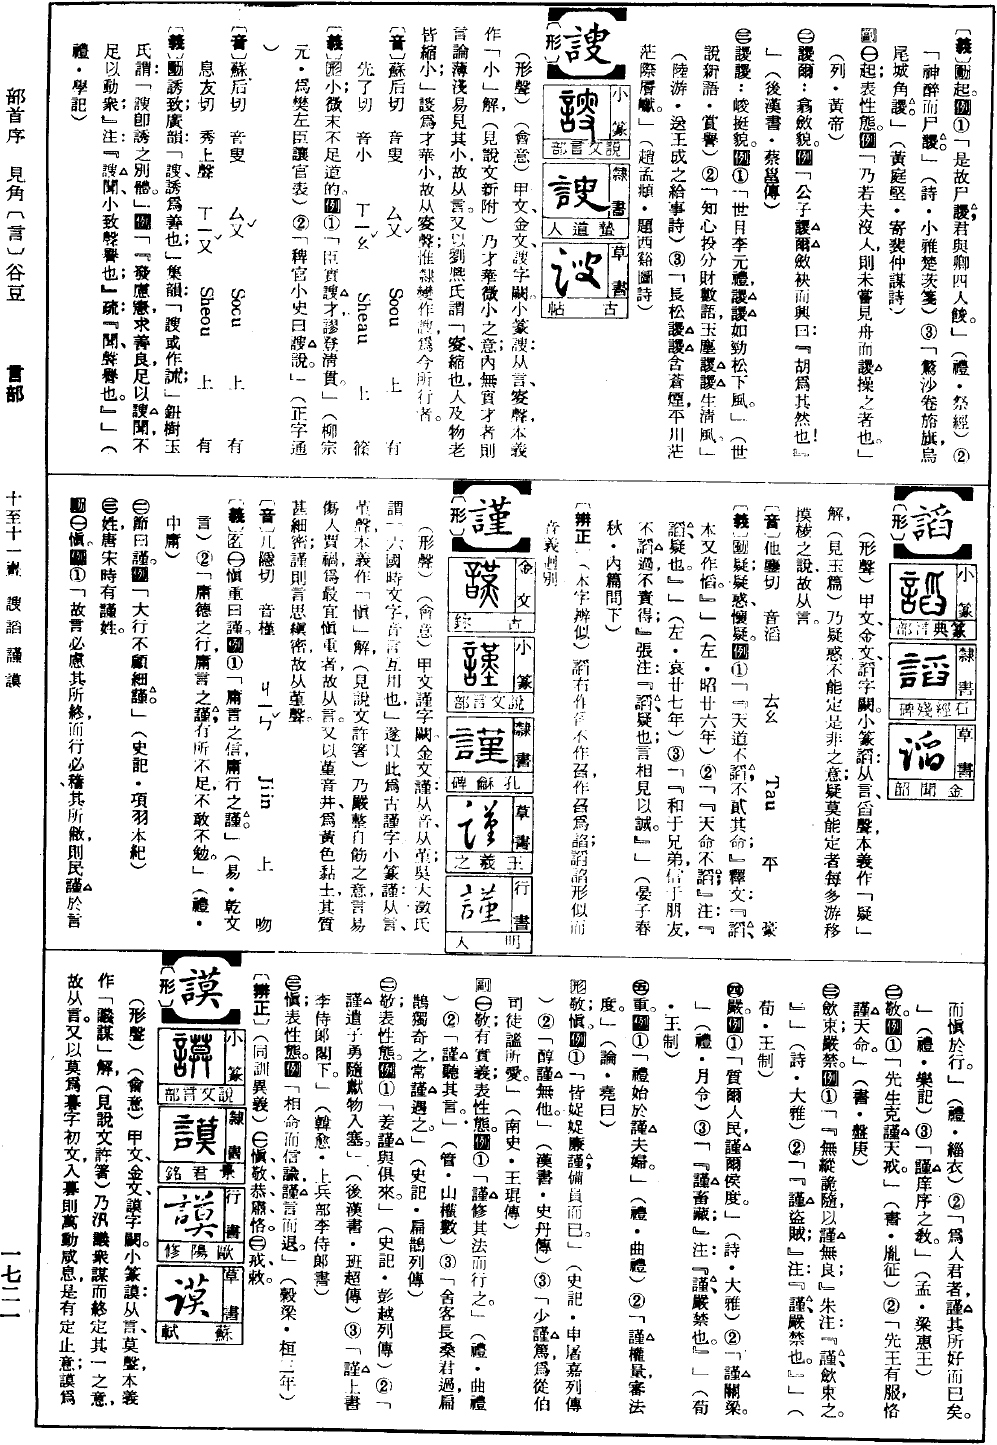 部首序　見角〔言〕谷豆
言部
十至十一畫　謏謟謹謨
一七二一
〔義〕動起。例①「是故尸謖；君與卿四人餕。」（禮・祭經）②
「神醉而尸謖」（詩・小雅楚茨箋）③「驚沙卷旆旗，烏
尾城角謖。」（黃庭堅・寄裴仲謀詩）
副㊀起；表性態。例「乃若夫沒人，則未嘗見舟而謖操之者也。」
（列・黃帝）
㊁謖爾：翕斂貌。例「公子謖爾斂袂而興曰：『胡爲其然也！』
」（後漢書・蔡邕傳）
㊂謖謖：峻挺貌。例①「世目李元禮，謖謖如勁松下風。」（世
說新語・賞譽）②「知心投分財數語，玉麈謖謖生清風。」
（陸游・送王成之給事詩）③「長松謖謖含蒼煙，平川茫
茫際層巘。」（趙孟頫・題西谿圖詩）
謏
〔形〕
小篆
說文言部
隸書
蟄道人
草書
古帖
（形聲）（會意）甲文、金文謏字闕。小篆謏：从言、叜聲，本義
作「小」解（見說文新附）乃才華微小之意；內無實才者則
言論薄淺易見其小，故从言。又以劉熙氏謂「叜，縮也，人及物老
皆縮小」謏爲才華小，故从叜聲。惟隸變作謏，爲今所行者。
〔音〕蘇后切　音叟　ㄙㄡˇ　Soou　上　有
先了切　音小　ㄒㄧㄠˇ　Sheau　上　篠
〔義〕形小；微末不足道的。例①「臣實謏才，謬登清貫。」（柳宗
元・爲樊左丞讓官表）②「稗官小史曰謏說。」（正字通
）
〔音〕蘇后切　音叟　ㄙㄡˇ　Soou　上　有
息友切　秀上聲　ㄒㄧㄡˇ　Sheou　上　有
〔義〕動誘致；廣韻：「謏，誘爲善也」；集韻：「謏，或作訹」；鈕樹玉
氏謂：「謏卽誘之別體。」例「『發慮憲，求善良，足以謏聞，不
足以動衆』注：『謏聞、小致聲譽也』；疏：『聞，聲譽也。』」（
禮・學記）
謟
〔形〕
小篆
篆典言部
隸書
石經殘碑
草書
金聞韶
（形聲）甲文、金文謟字闕。小篆謟：从言、舀聲，本義作「疑」
解，（見玉篇）乃疑惑不能定是非之意；疑莫能定者每多游移
摸棱之說，故从言。
〔音〕他鏖切　音滔　ㄊㄠ　Tau　平　豪
〔義〕動疑；疑惑；懷疑。例①「『天道不謟，不貳其命』釋文：『謟、
本又作慆。』」（左・昭廿六年）②「『天命不謟』注：『
謟，疑也。』」（左・哀廿七年）③「『和于兄弟，信于朋友，
不謟過，不責得』張注：『謟，疑也；言相見以誠。』」（晏子春
秋・內篇問下）
〔辨正〕（本字辨似）謟右作舀不作臽，作臽爲諂；謟諂形似而
音義迥別
謹
〔形〕
金文
古鉨
小篆
說文言部
隸書
孔龢碑
草書
王羲之
行書
明人
（形聲）（會意）甲文謹字闕。金文謹：从音、从堇；吳大澂氏
謂「六國時文字言音互用也」遂以此爲古謹字。小篆謹：从言、
堇聲，本義作「愼」解（見說文許箸）乃嚴整自飭之意；言易
傷人賈禍，爲最宜愼重者，故从言。又以堇音芹，爲黃色黏土，其質
甚細密；謹則言思縝密，故从堇聲。
〔音〕几隱切　音槿　ㄐㄧㄣˇ　Jiin　上　吻
〔義〕名㊀愼重曰謹。例①「庸言之信，庸行之謹。」（易・乾文
言）②「庸德之行，庸言之謹，有所不足，不敢不勉。」（禮・
中庸）
㊁節曰謹。例「大行不顧細謹。」（史記・項羽本紀）
㊂姓，唐宋時有謹姓。
動㊀愼。例①「故言必慮其所終，而行必稽其所敝，則民謹於言
而愼於行。」（禮・緇衣）②「爲人君者，謹其所好而已矣。
」（禮・樂記）③「謹庠序之敎。」（孟・梁惠王）
㊁敬。例①「先生克謹天戒。」（書・胤征）②「先王有服，恪
謹天命。」（書・盤庚）
㊂斂束；嚴禁。例①「『無縱詭隨，以謹無良』朱注：『謹，斂束之。
』」（詩・大雅）②「『謹盜賊』注：『謹，嚴禁也。』」（
荀・王制）
㊃嚴。例①「質爾人民，謹爾侯度。」（詩・大雅）②「謹關梁。
」（禮・月令）③「『謹畜藏』注：『謹、嚴禁也。』」（荀
・王制）
㊄重。例①「禮始於謹夫婦。」（禮・曲禮）②「謹權量，審法
度。」（論・堯曰）
形敬愼。例①「皆娖娖廉謹，備員而已。」（史記・申屠嘉列傳
）②「醇謹無他。」（漢書・史丹傳）③「少謹篤，爲從伯
司徒謐所愛。」（南史・王琨傳）
副㊀敬；有實義；表性態。例①「謹修其法而行之。」（禮・曲禮
）②「謹聽其言。」（管・山權數）③「舍客長桑君過，扁
鵲獨奇之，常謹遇之。」（史記・扁鵲列傳）
㊁敬；表性態。例①「妾謹與俱來。」（史記・彭越列傳）②「
謹遺子勇隨獻物入塞。」（後漢書・班超傳）③「謹上書
李侍郎閣下。」（韓愈・上兵部李侍郎書）
㊂愼；表性態。例「相命而信諭，謹言而退。」（穀梁・桓三年）
〔辨正〕（同訓異義）㊀愼敬恭肅恪。㊁戒敕。
謨
〔形〕
小篆
說文言部
隸書
景君銘
行書
歐陽修
草書
蘇軾
（形聲）（會意）甲文、金文謨字闕。小篆謨：从言、莫聲，本義
作「議謀」解（見說文許箸）乃汎議衆謀而終定其一之意，
故从言。又以莫爲暮字初文，入暮則萬動咸息，是有定止意；謨爲